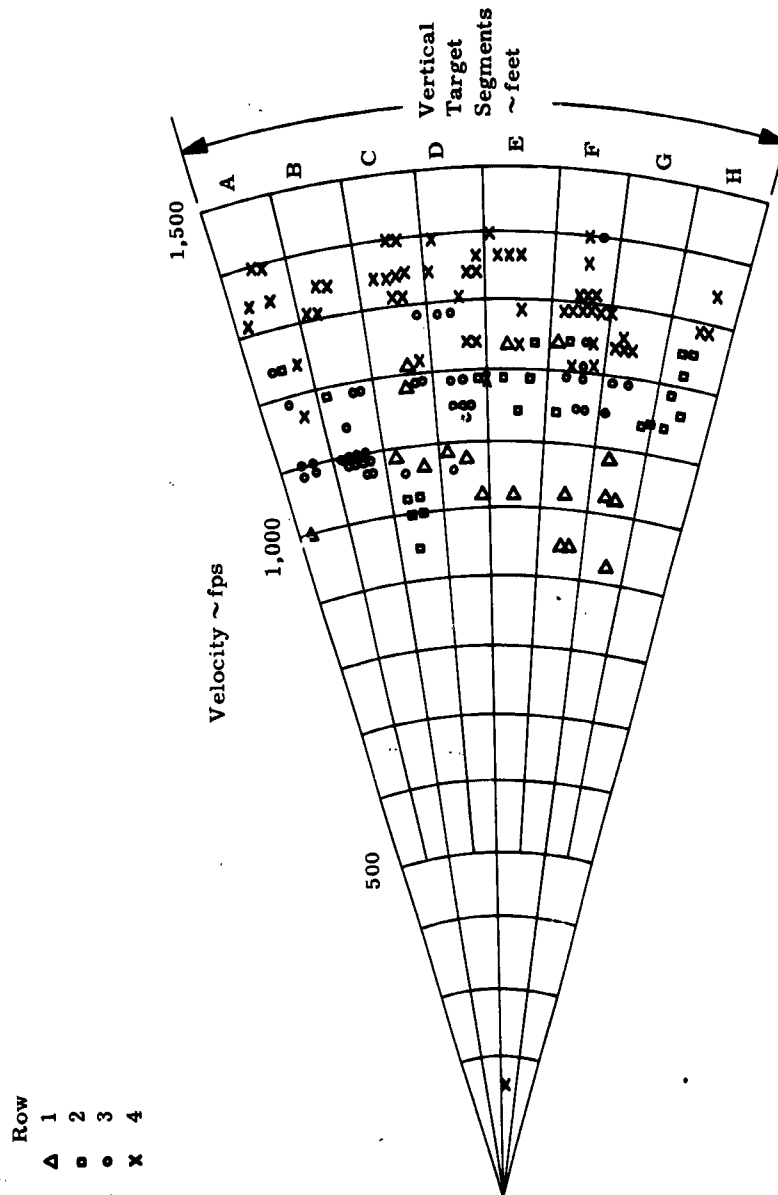 Row
1
2
3
4
Velocity ~ fps
500
1,000
1,500
A
B
C
D
E
F
G
H
Vertical
Target
Segments
~ feet